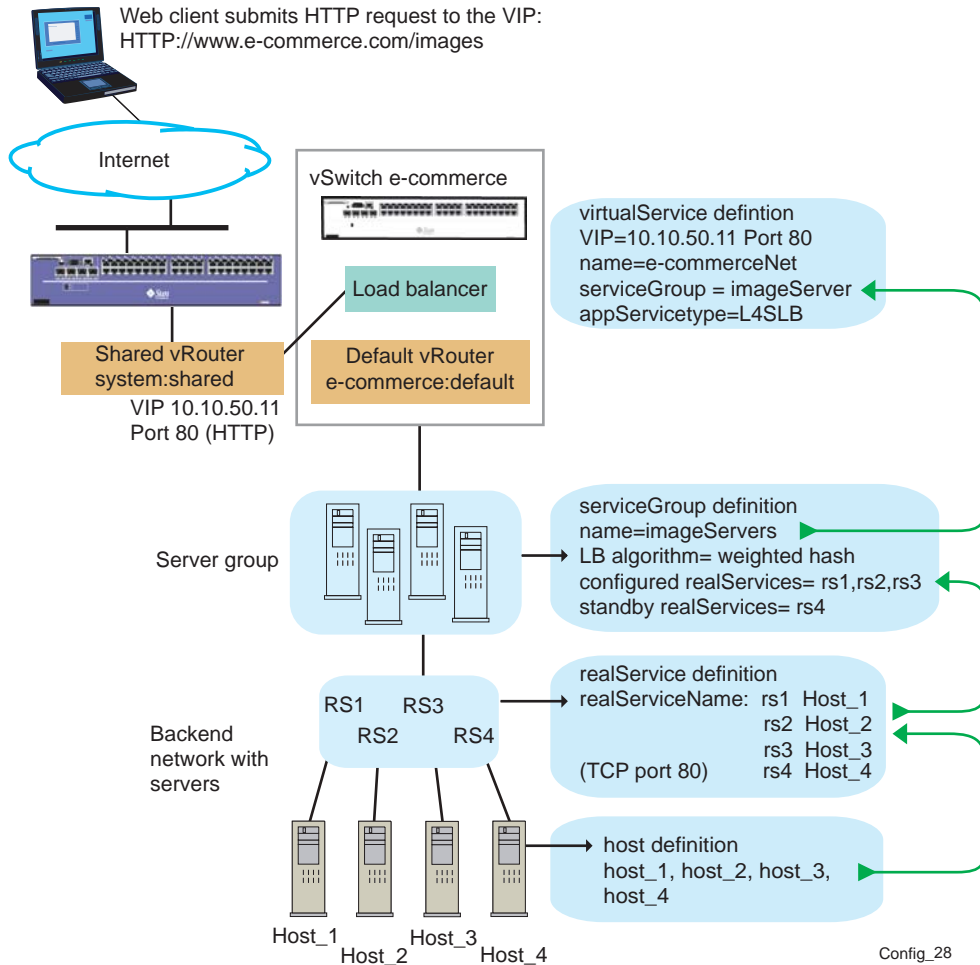 Web client submits HTTP request to the VIP:
HTTP://www.e-commerce.com/images
Internet
vSwitch e-commerce
Sun
Load balancer
Shared vRouter
system:shared
Default vRouter
e-commerce:default
VIP 10.10.50.11
Port 80 (HTTP)
virtualService defintion
VIP=10.10.50.11 Port 80
name=e-commerceNet
serviceGroup = imageServer
appServicetype=L4SLB
Server group
serviceGroup definition
name=imageServers
LB algorithm= weighted hash
configured realServices= rs1,rs2,rs3
standby realServices= rs4
Backend
network with
servers
RS1
RS3
RS2
RS4
realService definition
realServiceName: rs1 Host_1
rs2 Host_2
rs3 Host_3
(TCP port 80) rs4 Host_4
host definition
host_1, host_2, host_3,
host_4
Host_1
Host_2
Host_3
Host_4
Config_28